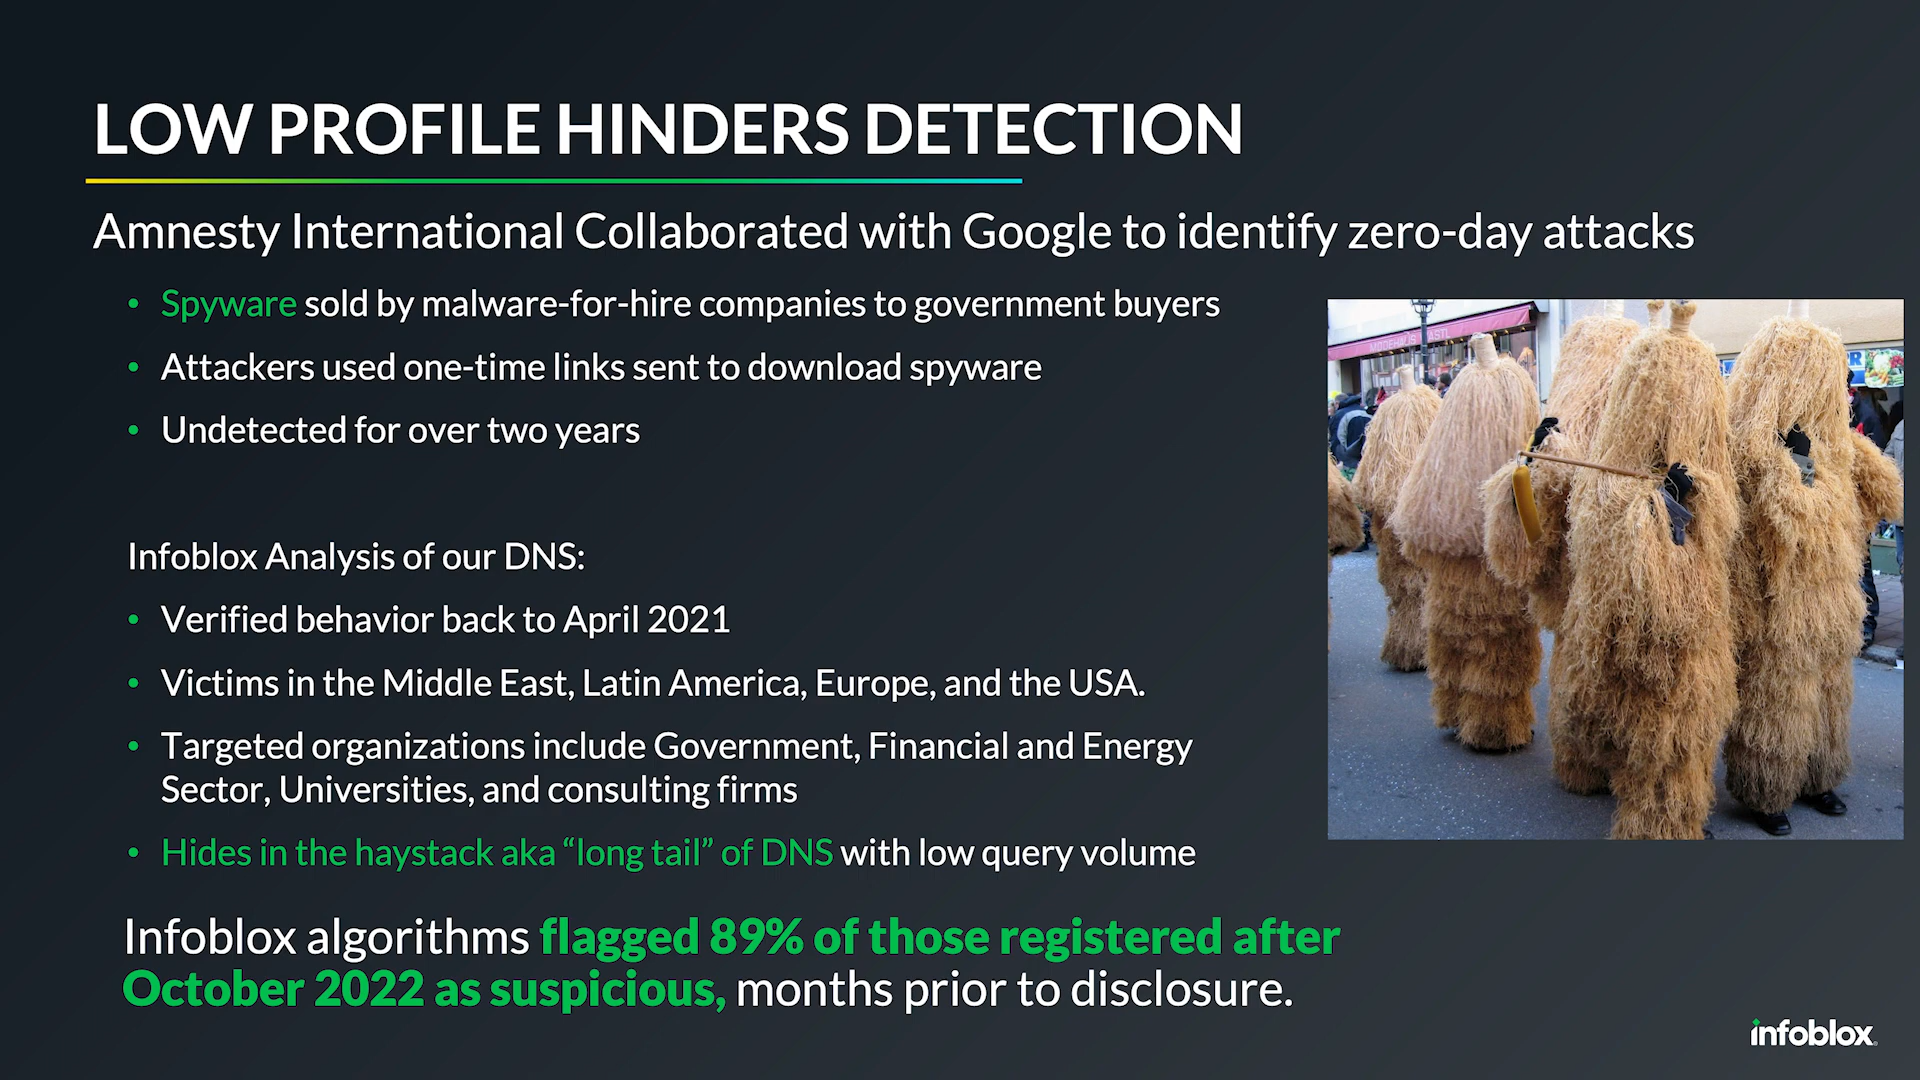 LOW PROFILE HINDERS DETECTION
Amnesty International Collaborated with Google to identify zero-day attacks
• Spyware sold by malware-for-hire companies to government buyers
• Attackers used one-time links sent to download spyware
• Undetected for over two years
Infoblox Analysis of our DNS:
• Verified behavior back to April 2021
• Victims in the Middle East, Latin America, Europe, and the USA.
• Targeted organizations include Government, Financial and Energy
Sector, Universities, and consulting firms
• Hides in the haystack aka “long tail” of DNS with low query volume
Infoblox algorithms flagged 89% of those registered after
October 2022 as suspicious, months prior to disclosure.
infoblox